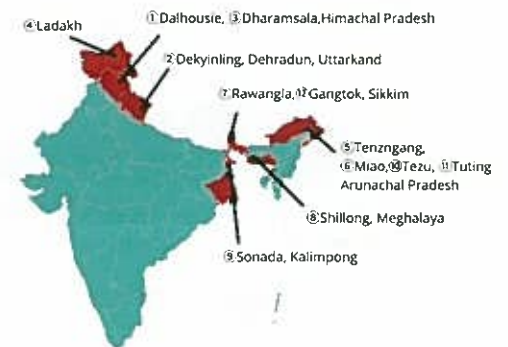 ④Ladakh
①Dalhousie, ③Dharamsala,Himachal Pradesh
②Dekyinling, Dehradun, Uttarkand
⑦Rawangla,⑫Gangtok, Sikkim
⑤Tenzngang,
⑥Miao,⑩Tezu, ⑪Tuting
Arunachal Pradesh
⑧Shillong, Meghalaya
⑨Sonada, Kalimpong